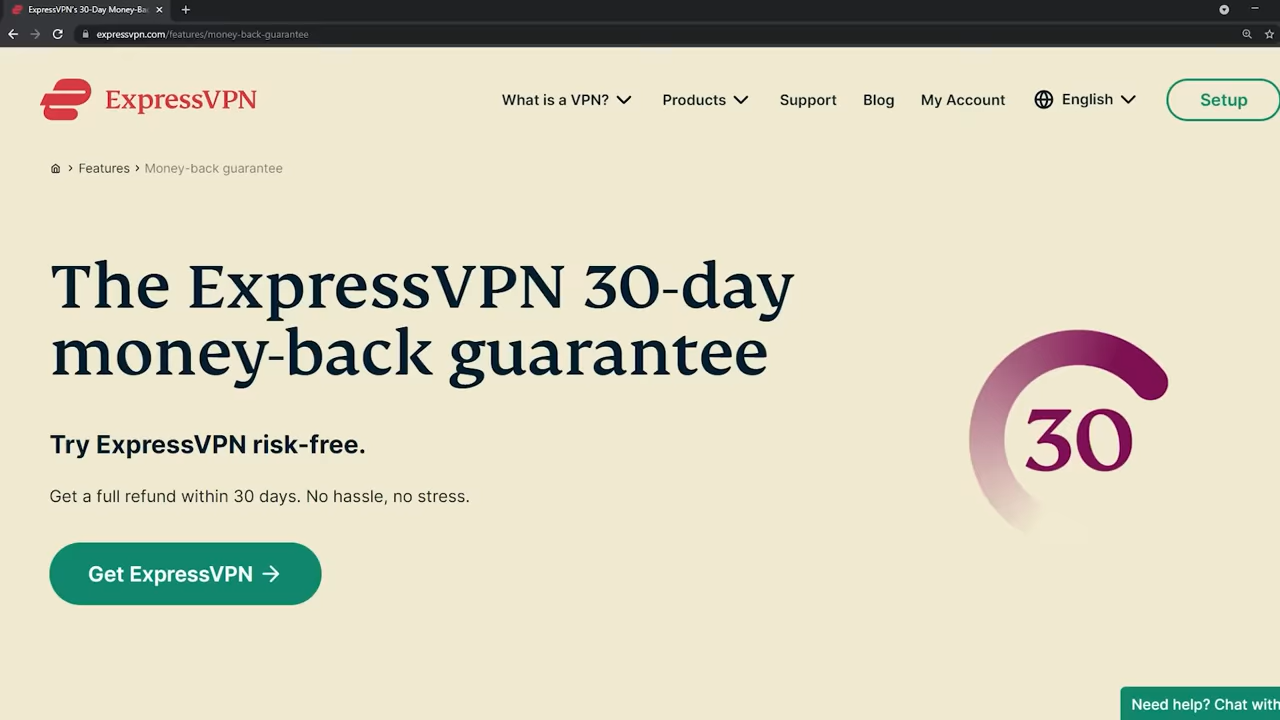 ExpressVPN's 30-Day Money-Ba
expressvpn.com/features/money-back-guarantee
ExpressVPN
What is a VPN?
Products
Support
Blog
My Account
English
Setup
Features
Money-back guarantee
The ExpressVPN 30-day
money-back guarantee
30
Try ExpressVPN risk-free.
Get a full refund within 30 days. No hassle, no stress.
Get ExpressVPN
Need help? Chat with